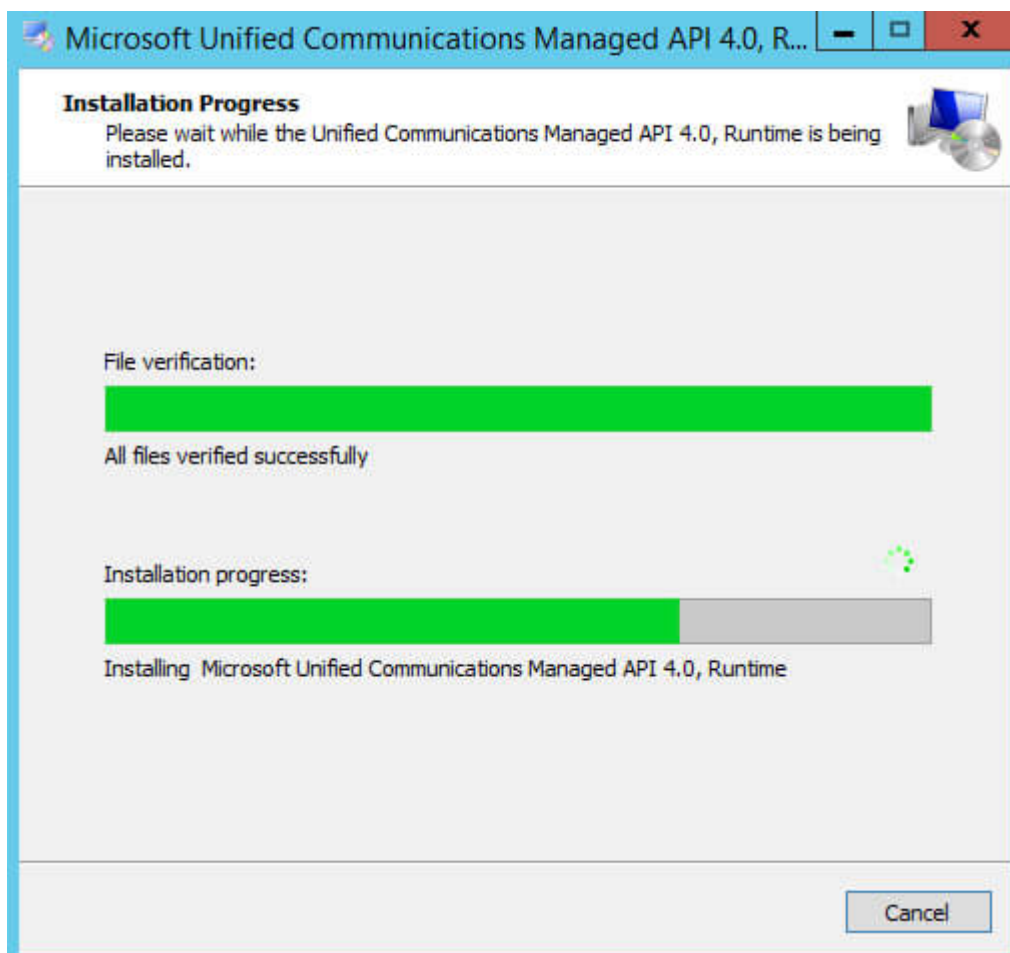 Microsoft Unified Communications Managed API 4.0, R...
Installation Progress
Please wait while the Unified Communications Managed API 4.0, Runtime is being
installed.
File verification:
All files verified successfully
Installation progress:
Installing  Microsoft Unified Communications Managed API 4.0, Runtime
Cancel